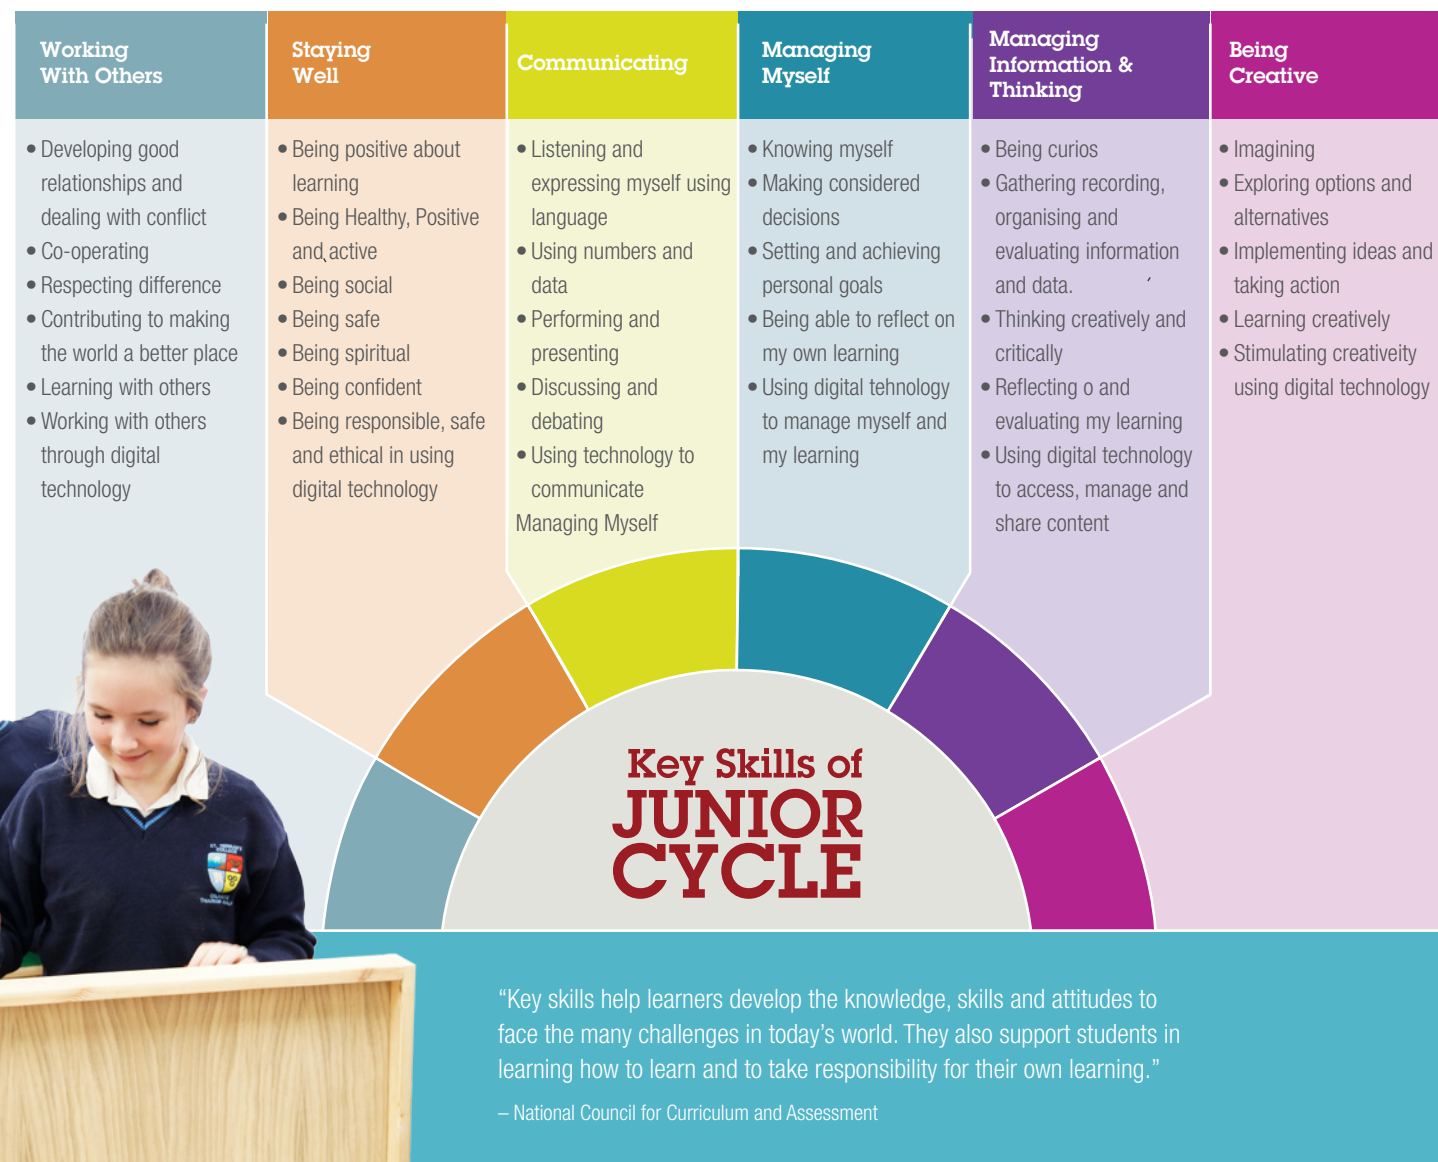 Working
With Others
• Developing good
relationships and
dealing with conflict
• Co-operating
• Respecting difference
• Contributing to making
the world a better place
• Learning with others
• Working with others
through digital
technology
Staying
Well
• Being positive about
learning
• Being Healthy, Positive
and, active
• Being social
• Being safe
• Being spiritual
• Being confident
• Being responsible, safe
and ethical in using
digital technology
Communicating
• Listening and
expressing myself using
language
• Using numbers and
data
• Performing and
presenting
• Discussing and
debating
• Using technology to
communicate
Managing Myself
Managing
Myself
• Knowing myself
• Making considered
decisions
• Setting and achieving
personal goals
• Being able to reflect on
my own learning
• Using digital tehnology
to manage myself and
my learning
Managing
Information &
Thinking
• Being curios
• Gathering recording,
organising and
evaluating information
and data.
• Thinking creatively and
critically
• Reflecting o and
evaluating my learning
• Using digital technology
to access, manage and
share content
Being
Creative
• Imagining
• Exploring options and
alternatives
• Implementing ideas and
taking action
• Learning creatively
• Stimulating creativeity
using digital technology
Key Skills of
JUNIOR
CYCLE
“Key skills help learners develop the knowledge, skills and attitudes to
face the many challenges in today’s world. They also support students in
learning how to learn and to take responsibility for their own learning.”
– National Council for Curriculum and Assessment